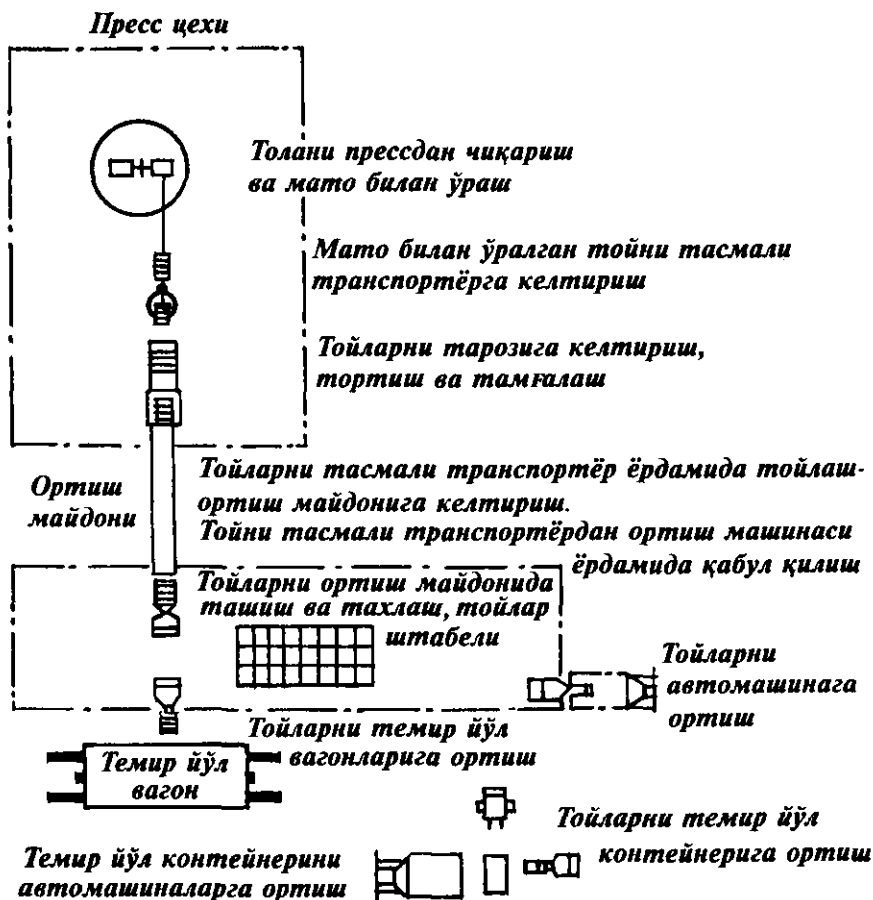 Пресс цехи
Толани прессдан чиқариш
ва мато билан ўраш
Мато билан ўралган тойни тасмали
транспортёрга келтириш
Тойларни тарозига келтириш,
тортиш ва тамғалаш
Ортиш
майдони
Тойларни тасмали транспортёр ёрдамида тойлаш-
ортиш майдонига келтириш.
Тойни тасмали транспортёрдан ортиш машинаси
ёрдамида қабул қилиш
Тойларни ортиш майдонида
ташиш ва тахлаш, тойлар
штабели
Тойларни
автомашинага
ортиш
Тойларни темир йўл
вагонларига ортиш
Темир йўл
вагон
Тойларни темир йўл
контейнерига ортиш
Темир йўл контейнерини
автомашиналарга ортиш